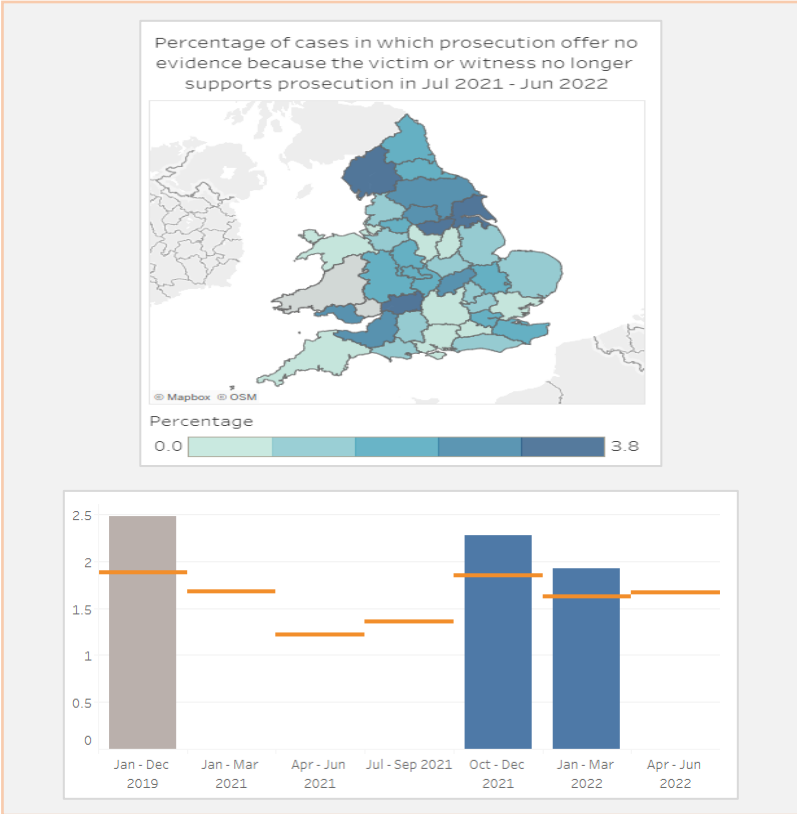 Percentage of cases in which prosecution offer no
evidence because the victim or witness no longer
supports prosecution in Jul 2021 - Jun 2022
© Mapbox © OSM
Percentage
0.0 3.8
2.5
2
1.5
1
0.5
0
Jan - Dec Jan - Mar Apr - Jun Jul - Sep 2021 Oct - Dec Jan - Mar Apr - Jun
2019 2021 2021 2021 2022 2022